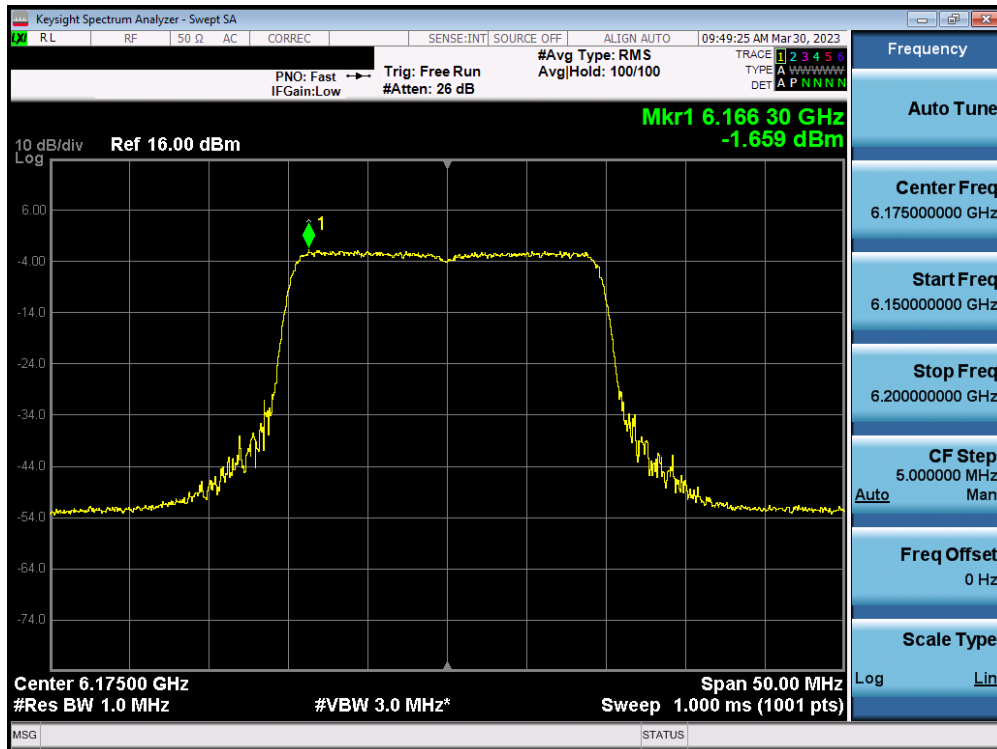 Keysight Spectrum Analyzer - Swept SA
LXI RL RF 50 Ω AC CORREC SENSE:INT SOURCE OFF ALIGN AUTO 09:49:25 AM Mar 30, 2023
PNO: Fast
IFGain:Low
Trig: Free Run
#Atten: 26 dB
#Avg Type: RMS
Avg|Hold: 100/100
TRACE 1 2 3 4 5 6
TYPE A WWWWW
DET A P N N N N
Mkr1 6.166 30 GHz
-1.659 dBm
10 dB/div Ref 16.00 dBm
Log
1
6.00
-4.00
-14.0
-24.0
-34.0
-44.0
-54.0
-64.0
-74.0
Center 6.17500 GHz Span 50.00 MHz
#Res BW 1.0 MHz #VBW 3.0 MHz* Sweep 1.000 ms (1001 pts)
MSG STATUS
Frequency
Auto Tune
Center Freq
6.175000000 GHz
Start Freq
6.150000000 GHz
Stop Freq
6.200000000 GHz
CF Step
5.000000 MHz
Auto Man
Freq Offset
0 Hz
Scale Type
Log Lin